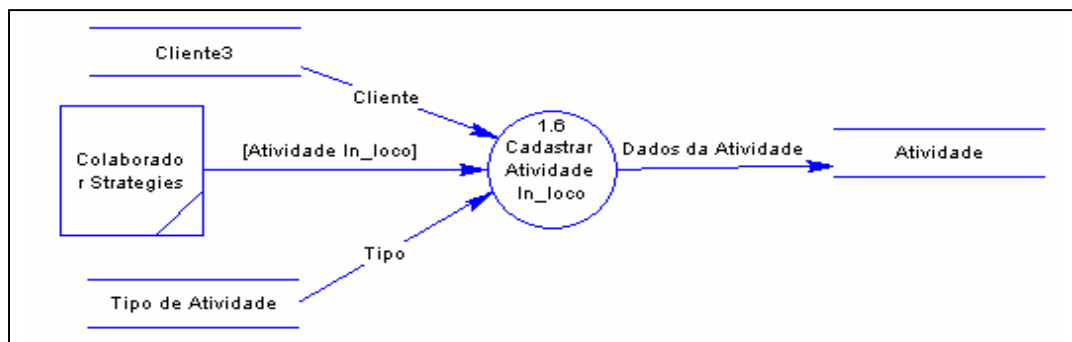 Cliente3
Cliente
Colaborado
r Strategies
[Atividade In_loco]
1.6
Cadastrar
Atividade
In_loco
Dados da Atividade
Atividade
Tipo
Tipo de Atividade